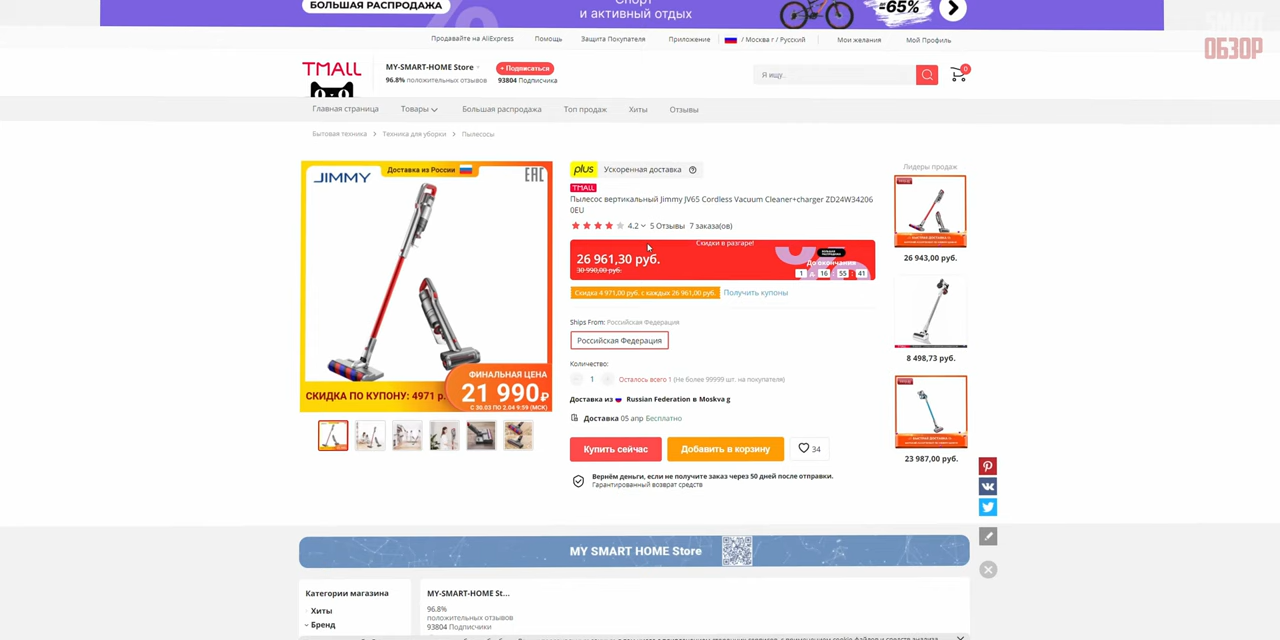 БОЛЬШАЯ РАСПРОДАЖА
Спорт
и активный отдых
-65%
SMART
ОБЗОР
Продавайте на AliExpress
Помощь
Защита Покупателя
Приложение
/ Москва г / Русский
Мои желания
Мой Профиль
TMALL
MY-SMART-HOME Store
+ Подписаться
96.8% положительных отзывов
93804 Подписчика
Я ищу...
0
Главная страница
Товары
Большая распродажа
Топ продаж
Хиты
Отзывы
Бытовая техника > Техника для уборки > Пылесосы
Доставка из России
JIMMY
EAC
СКИДКА ПО КУПОНУ: 4971 р.
ФИНАЛЬНАЯ ЦЕНА
21 990₽
С 30.03 ПО 2.04 9:59 (МСК)
plus Ускоренная доставка
TMALL
Пылесос вертикальный Jimmy JV65 Cordless Vacuum Cleaner+charger ZD24W34206
0EU
4.2
5 Отзывы
7 заказа(ов)
Скидки в разгаре!
26 961,30 руб.
30 990,00 руб.
До окончания
1 д. 16 : 55 : 41
Скидка 4 971,00 руб. с каждых 26 961,00 руб.
Получить купоны
Ships From: Российская Федерация
Российская Федерация
Количество:
1
Осталось всего 1 (Не более 99999 шт. на покупателя)
Доставка из Russian Federation в Moskva g
Доставка 05 апр Бесплатно
Купить сейчас
Добавить в корзину
34
Вернём деньги, если не получите заказ через 50 дней после отправки.
Гарантированный возврат средств
Лидеры продаж
26 943,00 руб.
8 498,73 руб.
23 987,00 руб.
MY SMART HOME Store
Категории магазина
Хиты
Бренд
MY-SMART-HOME St...
96.8%
положительных отзывов
93804 Подписчики